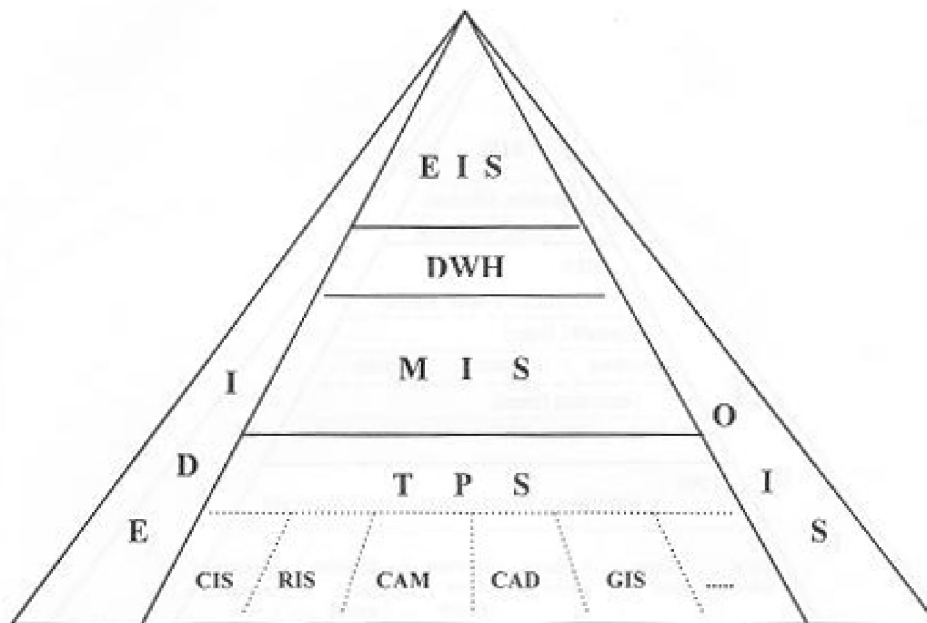 E I S
DWH
M I S
T P S
CIS RIS CAM CAD GIS .....
E D I
O I S